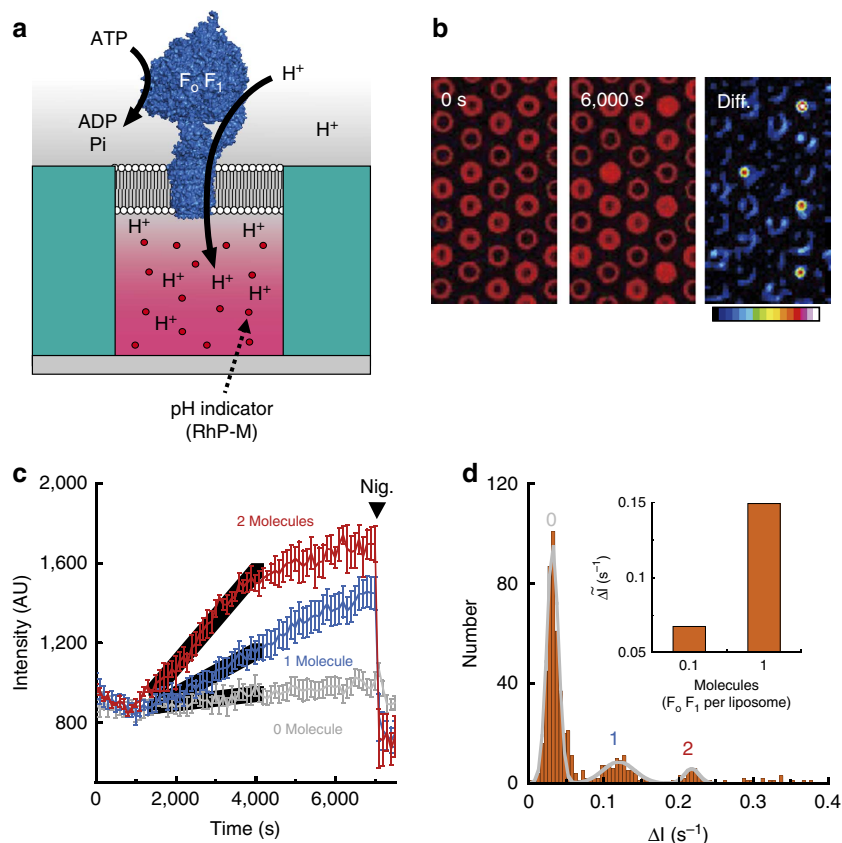 a
ATP
FₒF₁
H⁺
ADP
Pi
H⁺
H⁺
H⁺
H⁺
H⁺
H⁺
H⁺
pH indicator
(RhP-M)
b
0 s
6,000 s
Diff.
c
2,000
1,600
1,200
800
Intensity (AU)
Nig.
2 Molecules
1 Molecule
0 Molecule
0
2,000
4,000
6,000
Time (s)
d
120
80
40
0
Number
0
1
2
0.15
0.1
0.05
ΔĨ (s⁻¹)
0.1
1
Molecules
(FₒF₁ per liposome)
0
0.1
0.2
0.3
0.4
ΔI (s⁻¹)